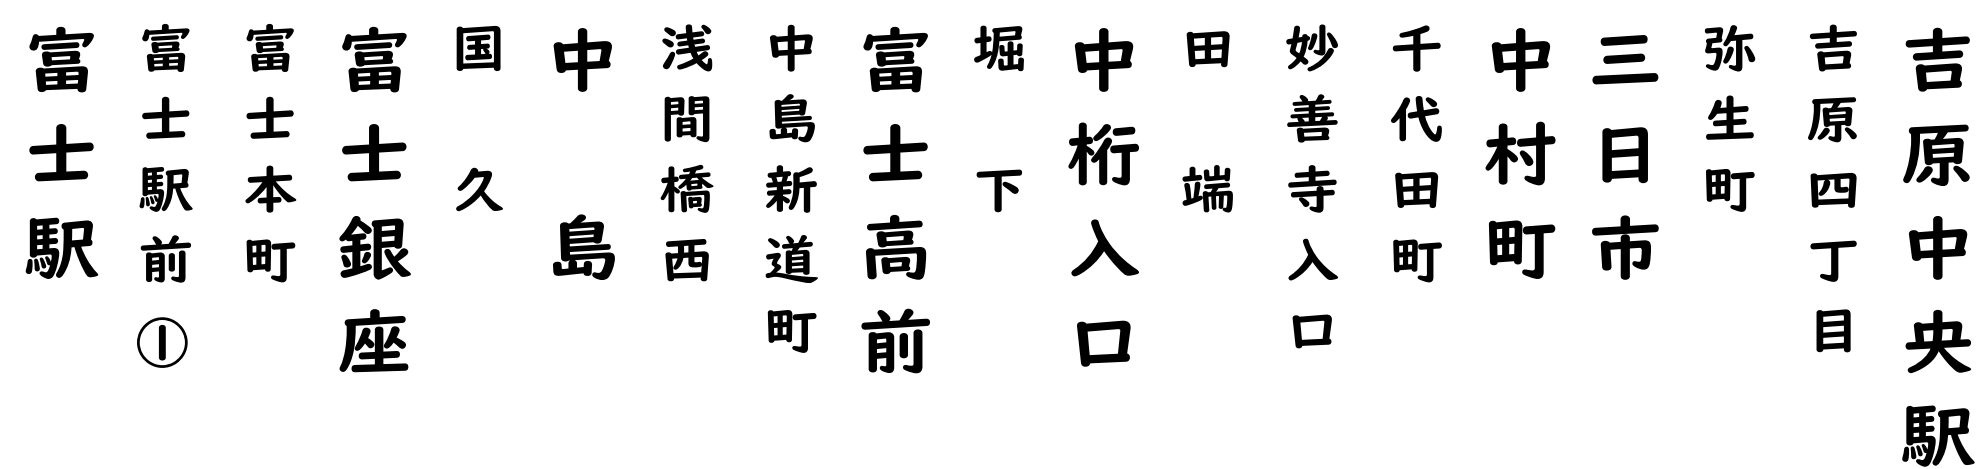 吉原中央駅
吉原四丁目
弥生町
三日市
中村町
千代田町
妙善寺入口
田端
中桁入口
堀下
富士高前
中島新道町
浅間橋西
中島
国久
富士銀座
富士本町
富士駅前①
富士駅